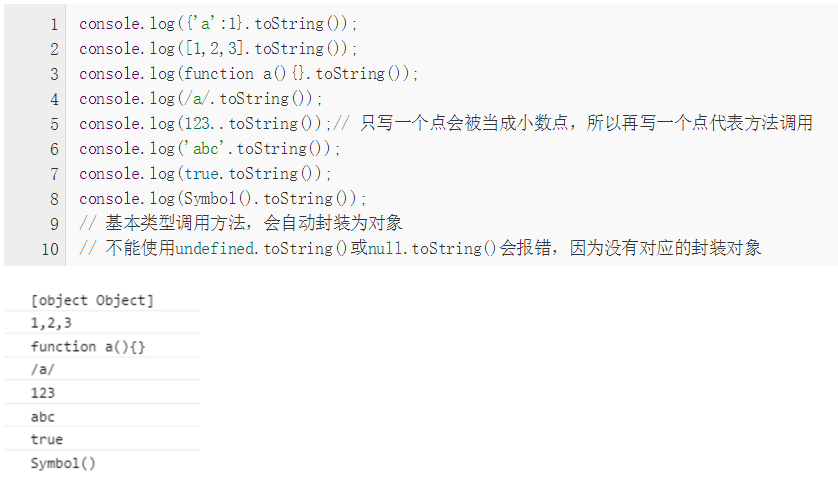 1 console.log({'a':1}.toString());
2 console.log([1,2,3].toString());
3 console.log(function a(){}.toString());
4 console.log(/a/.toString());
5 console.log(123..toString());// 只写一个点会被当成小数点，所以再写一个点代表方法调用
6 console.log('abc'.toString());
7 console.log(true.toString());
8 console.log(Symbol().toString());
9 // 基本类型调用方法，会自动封装为对象
10 // 不能使用undefined.toString()或null.toString()会报错，因为没有对应的封装对象
[object Object]
1,2,3
function a(){}
/a/
123
abc
true
Symbol()